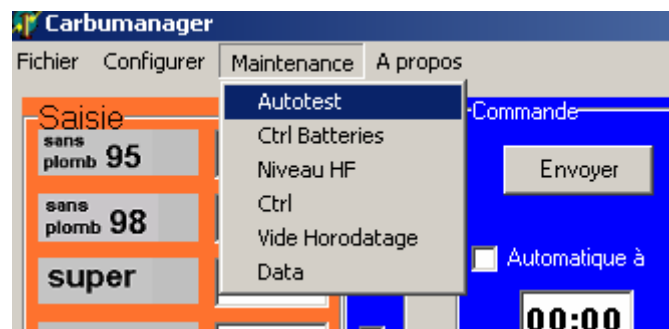 Carbumanager
Fichier Configurer Maintenance A propos
Autotest
Ctrl Batteries
Niveau HF
Ctrl
Vide Horodatage
Data
Saisie
sans
plomb 95
sans
plomb 98
super
Commande
Envoyer
Automatique à
00:00